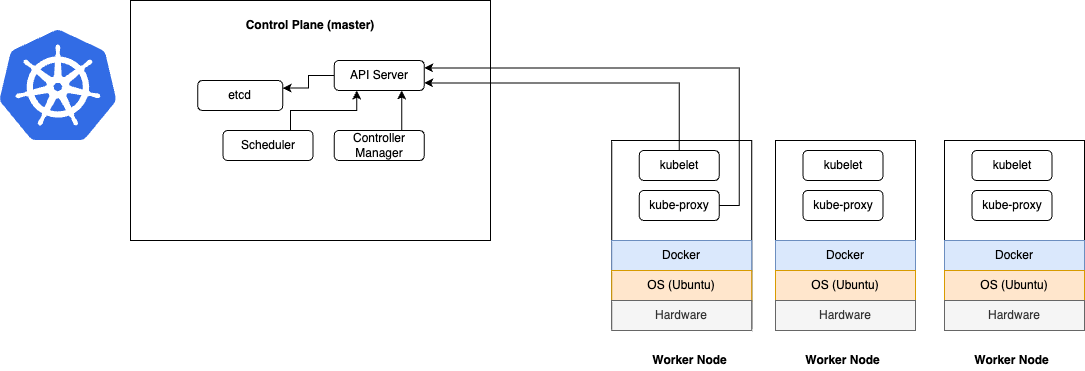 Control Plane (master)
API Server
etcd
Scheduler
Controller
Manager
kubelet
kube-proxy
Docker
OS (Ubuntu)
Hardware
Worker Node
kubelet
kube-proxy
Docker
OS (Ubuntu)
Hardware
Worker Node
kubelet
kube-proxy
Docker
OS (Ubuntu)
Hardware
Worker Node